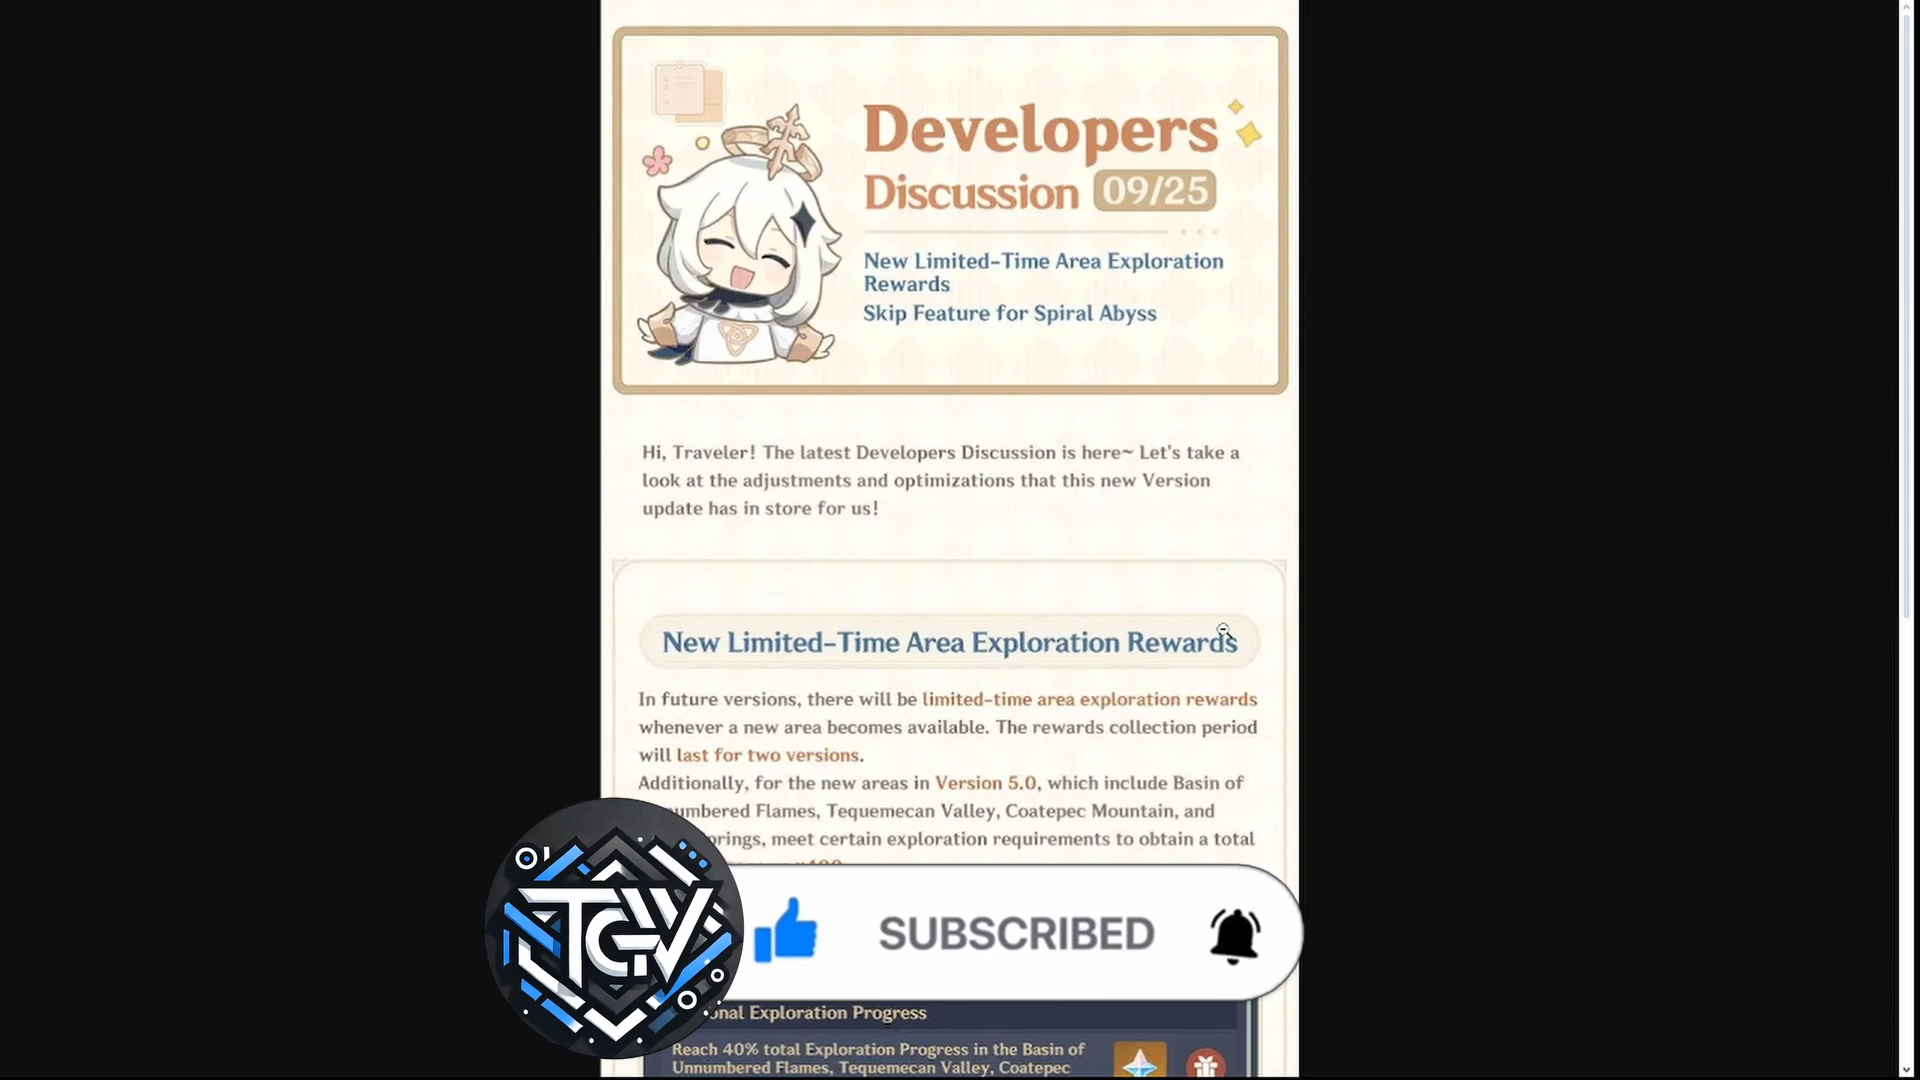 Developers
Discussion 09/25
New Limited-Time Area Exploration
Rewards
Skip Feature for Spiral Abyss
Hi, Traveler! The latest Developers Discussion is here~ Let's take a
look at the adjustments and optimizations that this new Version
update has in store for us!
New Limited-Time Area Exploration Rewards
In future versions, there will be limited-time area exploration rewards
whenever a new area becomes available. The rewards collection period
will last for two versions.
Additionally, for the new areas in Version 5.0, which include Basin of
Flames, Tequemecan Valley, Coatepec Mountain, and
meet certain exploration requirements to obtain a total
TGV
SUBSCRIBED
Exploration Progress
Reach 40% total Exploration Progress in the Basin of
Unnumbered Flames, Tequemecan Valley, Coatepec